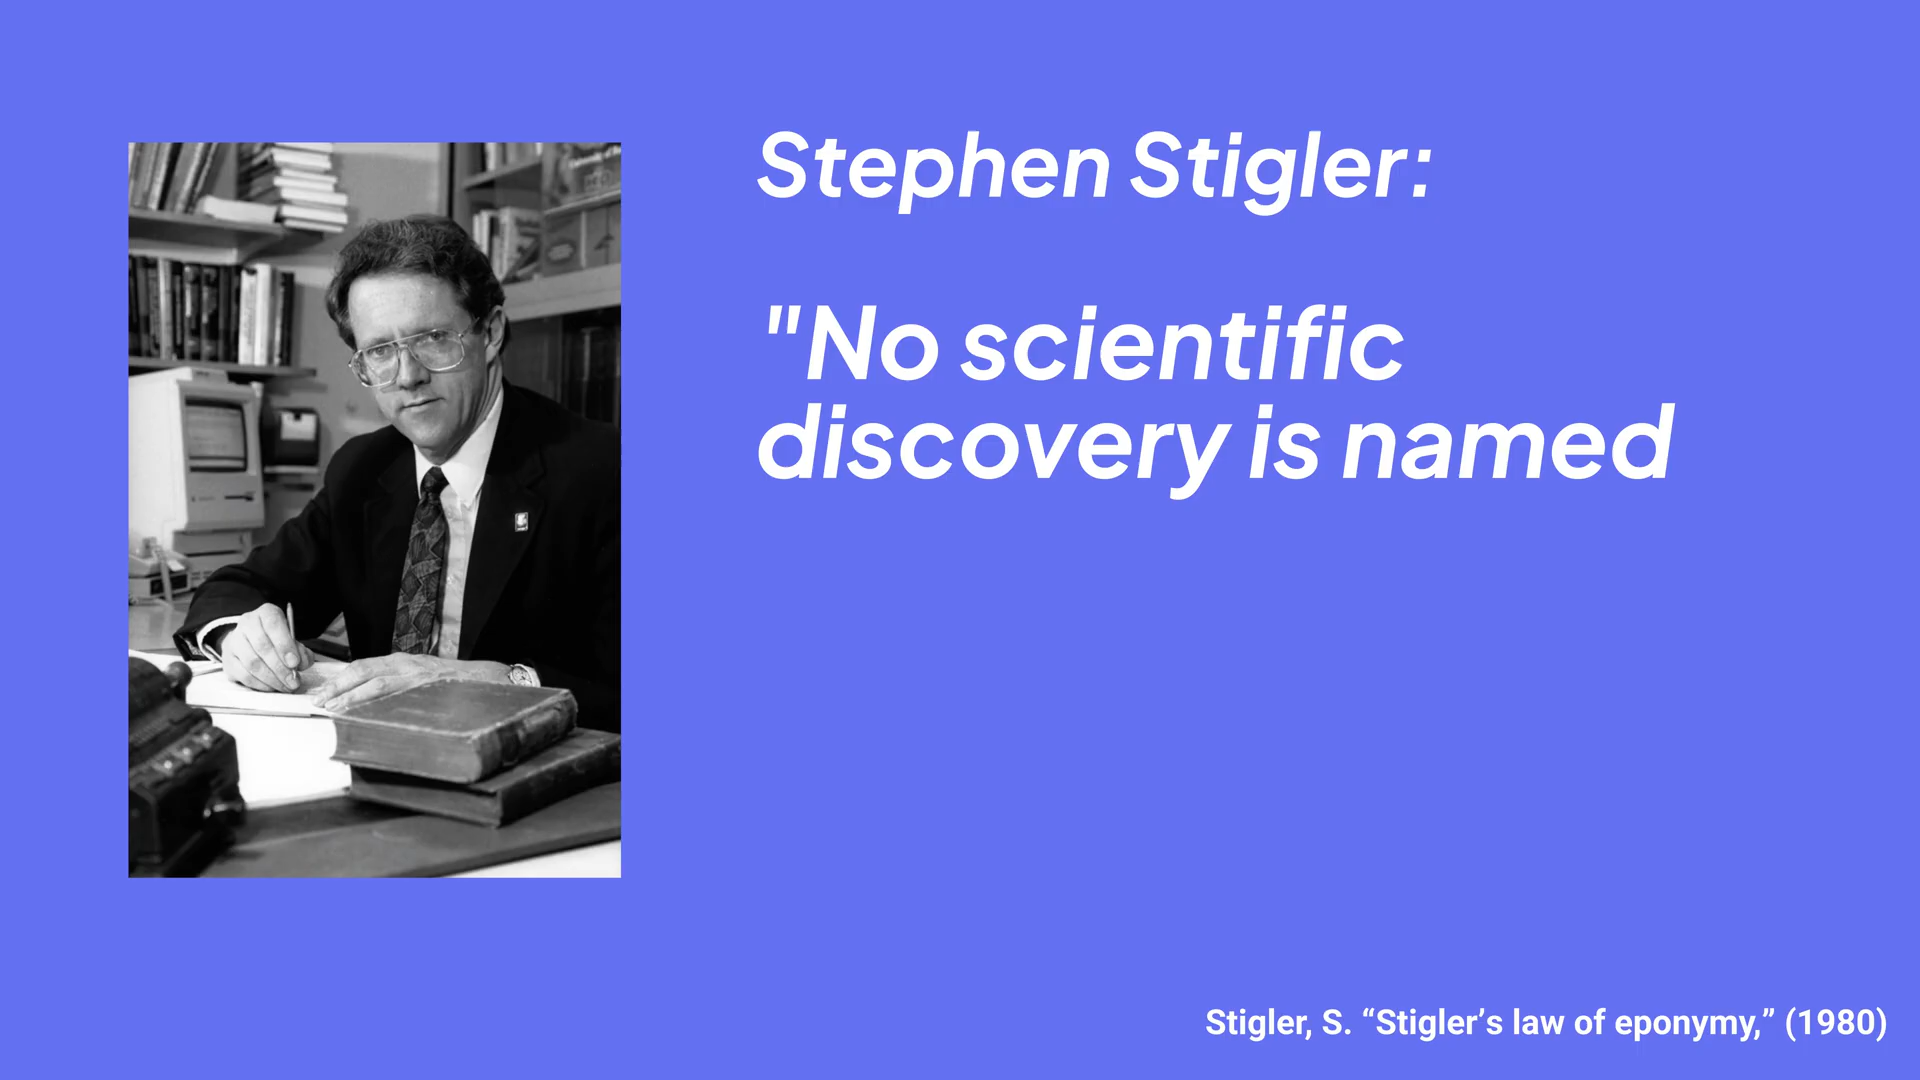 Stephen Stigler:
"No scientific
discovery is named
Stigler, S. “Stigler’s law of eponymy,” (1980)